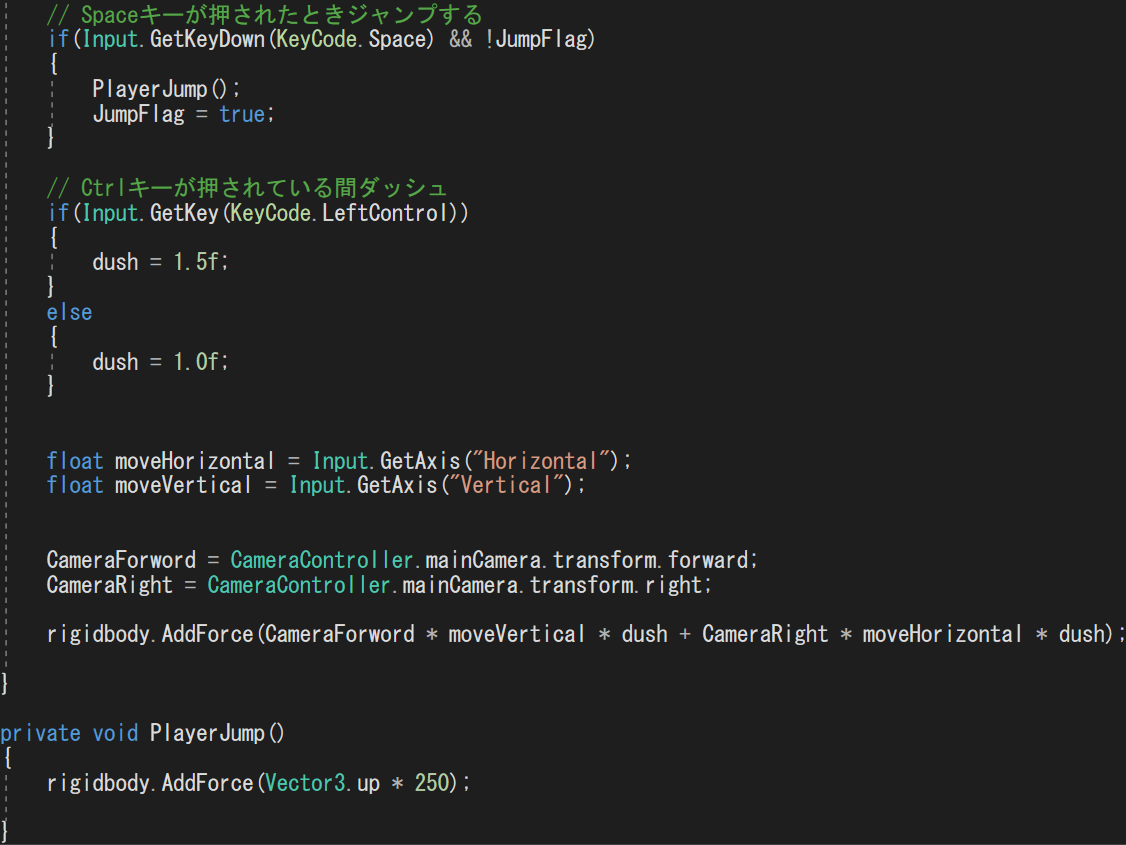 // Spaceキーが押されたときジャンプする
if(Input.GetKeyDown(KeyCode.Space) && !JumpFlag)
{
PlayerJump();
JumpFlag = true;
}
// Ctrlキーが押されている間ダッシュ
if(Input.GetKey(KeyCode.LeftControl))
{
dush = 1.5f;
}
else
{
dush = 1.0f;
}
float moveHorizontal = Input.GetAxis("Horizontal");
float moveVertical = Input.GetAxis("Vertical");
CameraForword = CameraController.mainCamera.transform.forward;
CameraRight = CameraController.mainCamera.transform.right;
rigidbody.AddForce(CameraForword * moveVertical * dush + CameraRight * moveHorizontal * dush);
}
private void PlayerJump()
{
rigidbody.AddForce(Vector3.up * 250);
}